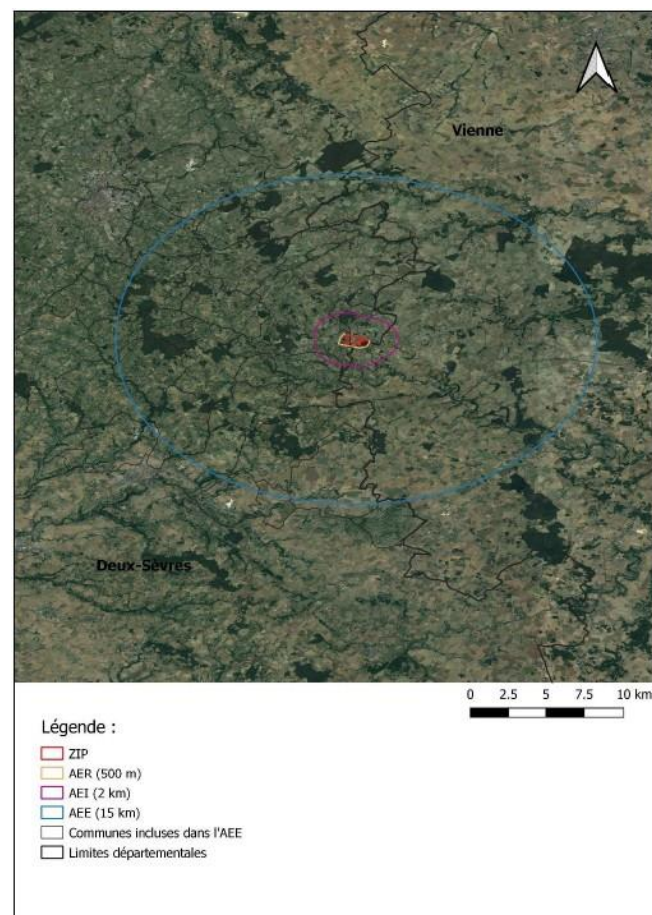 Vienne
Deux-Sèvres
0 2.5 5 7.5 10 km
Légende :
ZIP
AER (500 m)
AEI (2 km)
AEE (15 km)
Communes incluses dans l'AEE
Limites départementales